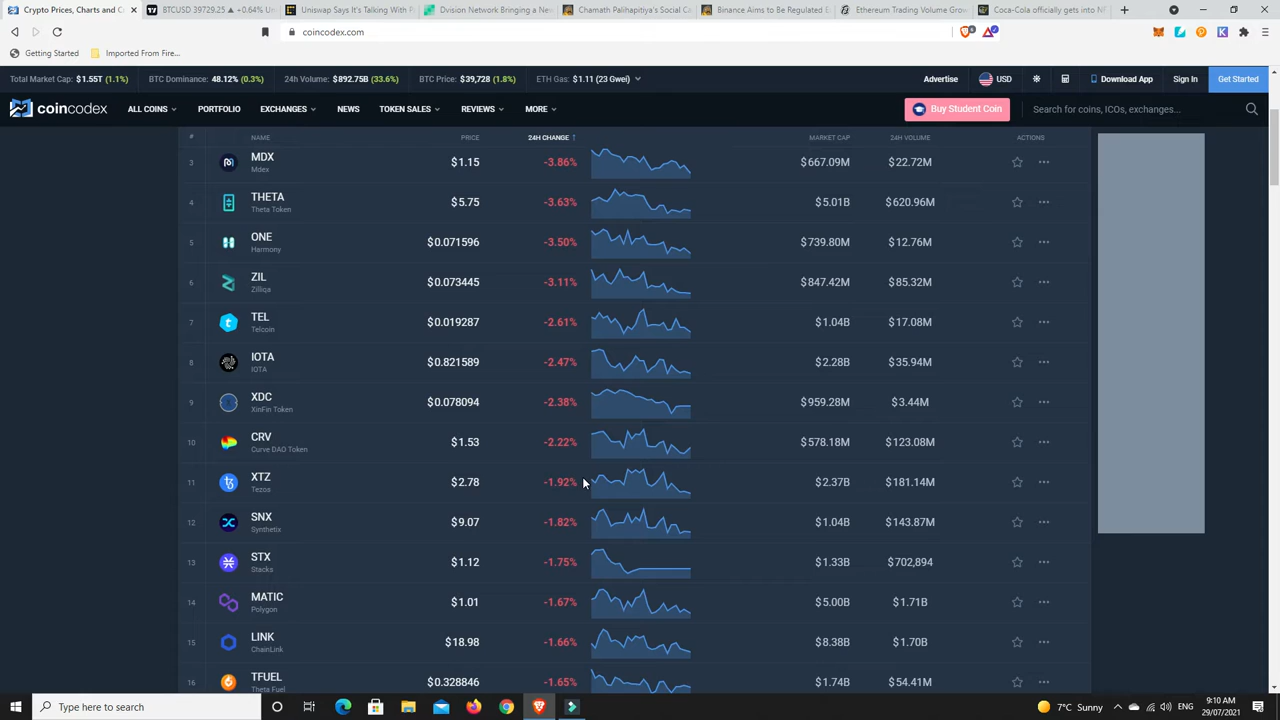 Crypto Prices, Charts and Cr
BTCUSD 39729.25 ▲ +0.64% Un
Uniswap Says It's Talking With P
Dvision Network Bringing a New
Chamath Palihapitiya's Social Ca
Binance Aims to Be Regulated E
Ethereum Trading Volume Grow
Coca-Cola officially gets into NF
coincodex.com
Getting Started Imported From Fire...
Total Market Cap: $1.55T (1.1%) BTC Dominance: 48.12% (0.3%) 24h Volume: $892.75B (33.6%) BTC Price: $39,728 (1.8%) ETH Gas: $1.11 (23 Gwei) Advertise USD Download App Sign In Get Started
coincodex ALL COINS PORTFOLIO EXCHANGES NEWS TOKEN SALES REVIEWS MORE Buy Student Coin Search for coins, ICOs, exchanges...
# NAME PRICE 24H CHANGE ↑ MARKET CAP 24H VOLUME ACTIONS
3 MDX $1.15 -3.86% $667.09M $22.72M
Mdex
4 THETA $5.75 -3.63% $5.01B $620.96M
Theta Token
5 ONE $0.071596 -3.50% $739.80M $12.76M
Harmony
6 ZIL $0.073445 -3.11% $847.42M $85.32M
Zilliqa
7 TEL $0.019287 -2.61% $1.04B $17.08M
Telcoin
8 IOTA $0.821589 -2.47% $2.28B $35.94M
IOTA
9 XDC $0.078094 -2.38% $959.28M $3.44M
XinFin Token
10 CRV $1.53 -2.22% $578.18M $123.08M
Curve DAO Token
11 XTZ $2.78 -1.92% $2.37B $181.14M
Tezos
12 SNX $9.07 -1.82% $1.04B $143.87M
Synthetix
13 STX $1.12 -1.75% $1.33B $702,894
Stacks
14 MATIC $1.01 -1.67% $5.00B $1.71B
Polygon
15 LINK $18.98 -1.66% $8.38B $1.70B
ChainLink
16 TFUEL $0.328846 -1.65% $1.74B $54.41M
Theta Fuel
Type here to search
7°C Sunny
9:10 AM
29/07/2021